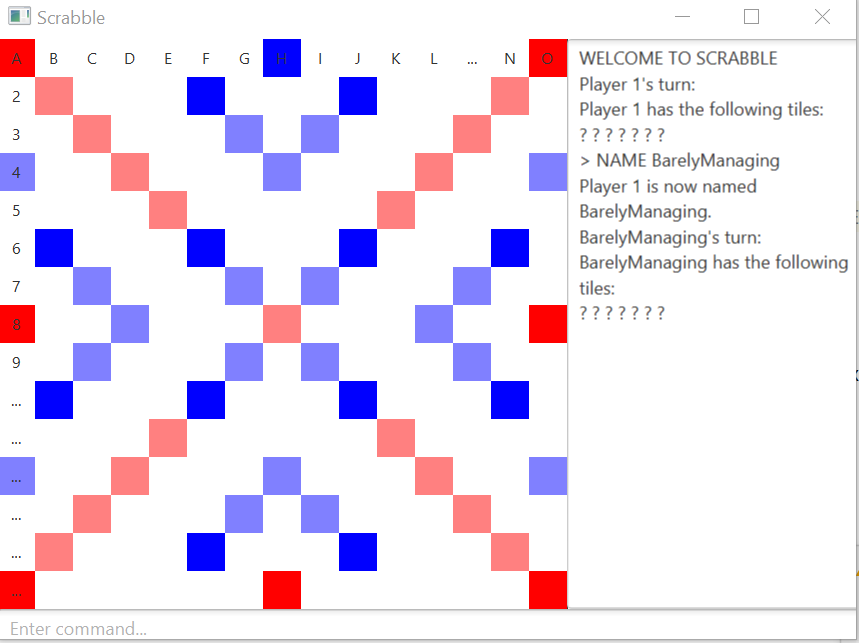 Scrabble
A B C D E F G H I J K L ... N O
2
3
4
5
6
7
8
9
...
...
...
...
...
...
WELCOME TO SCRABBLE
Player 1's turn:
Player 1 has the following tiles:
? ? ? ? ? ? ?
> NAME BarelyManaging
Player 1 is now named
BarelyManaging.
BarelyManaging's turn:
BarelyManaging has the following
tiles:
? ? ? ? ? ? ?
Enter command...